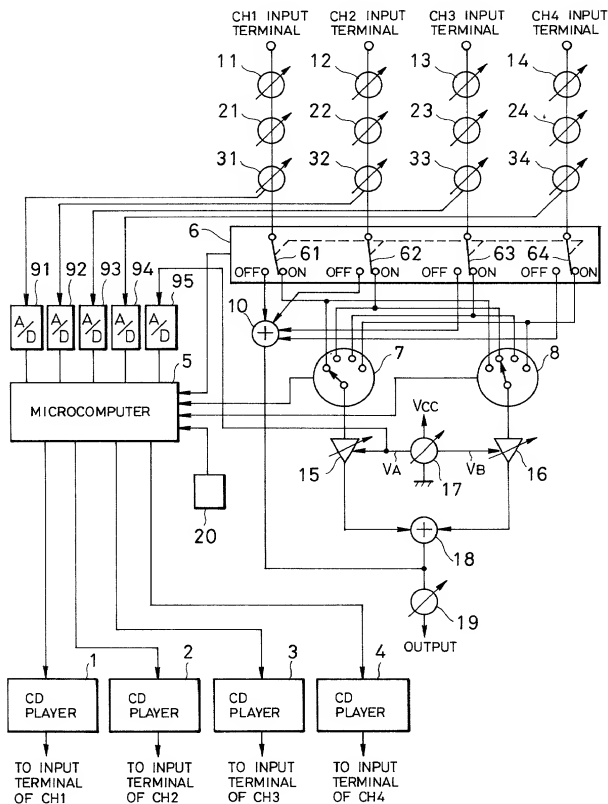 CH1 INPUT TERMINAL
CH2 INPUT TERMINAL
CH3 INPUT TERMINAL
CH4 INPUT TERMINAL
11
12
13
14
21
22
23
24
31
32
33
34
6
61
62
63
64
OFF
ON
OFF
ON
OFF
ON
OFF
ON
91
92
93
94
95
A/D
A/D
A/D
A/D
A/D
10
7
8
5
MICROCOMPUTER
VCC
15
VA
17
VB
16
20
18
19
OUTPUT
1
2
3
4
CD PLAYER
CD PLAYER
CD PLAYER
CD PLAYER
TO INPUT TERMINAL OF CH1
TO INPUT TERMINAL OF CH2
TO INPUT TERMINAL OF CH3
TO INPUT TERMINAL OF CH4